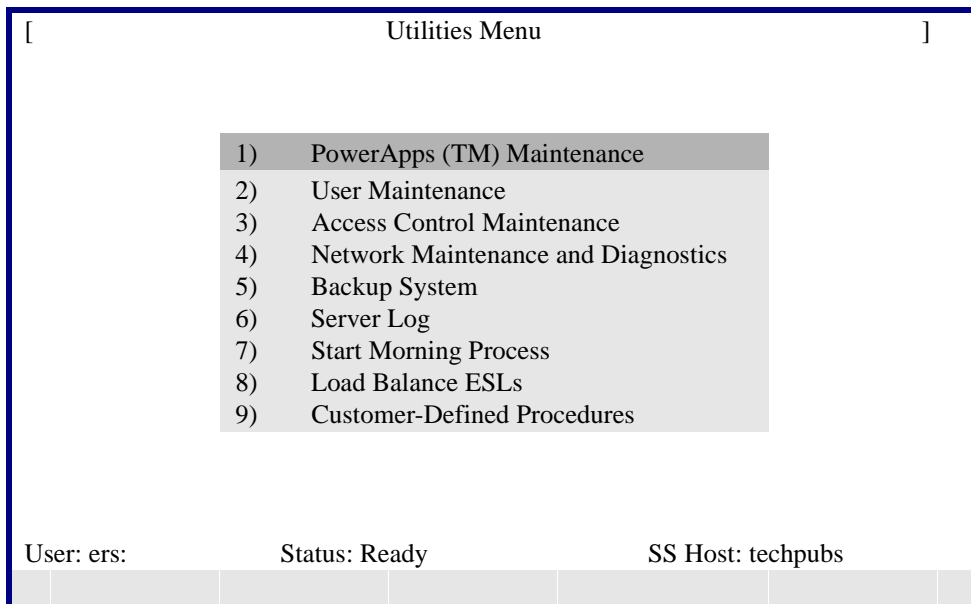 [ Utilities Menu ]
1) PowerApps (TM) Maintenance
2) User Maintenance
3) Access Control Maintenance
4) Network Maintenance and Diagnostics
5) Backup System
6) Server Log
7) Start Morning Process
8) Load Balance ESLs
9) Customer-Defined Procedures
User: ers: Status: Ready SS Host: techpubs